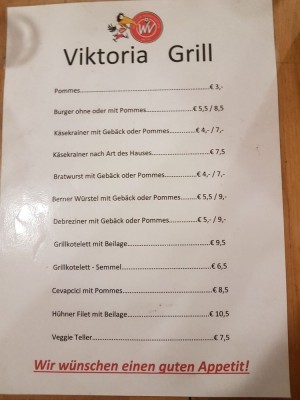 WV
Viktoria Grill
Pommes..........€ 3,-
Burger ohne oder mit Pommes..........€ 5,5 / 8,5
Käsekrainer mit Gebäck oder Pommes..........€ 4,- / 7,-
Käsekrainer nach Art des Hauses..........€ 7,5
Bratwurst mit Gebäck oder Pommes..........€ 4,- / 7,-
Berner Würstel mit Gebäck oder Pommes..........€ 5,5 / 9,-
Debreziner mit Gebäck oder Pommes..........€ 5,- / 9,-
Grillkotelett mit Beilage..........€ 9,5
Grillkotelett - Semmel..........€ 6,5
Cevapcici mit Pommes..........€ 8,5
Hühner Filet mit Beilage..........€ 10,5
Veggie Teller..........€ 7,5
Wir wünschen einen guten Appetit!